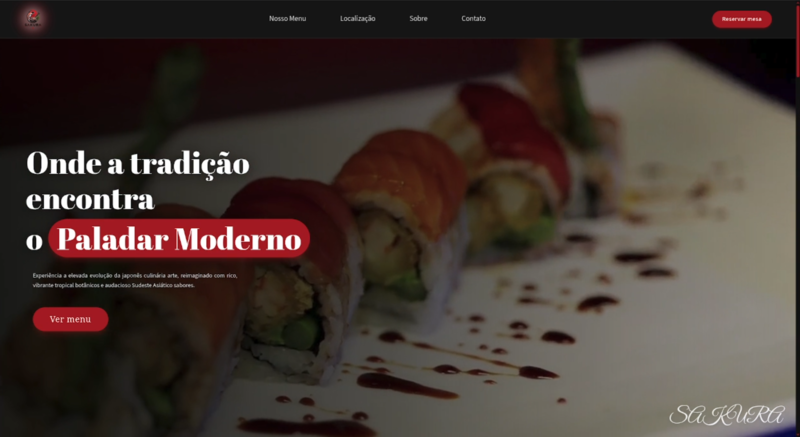 Nosso Menu
Localização
Sobre
Contato
Reservar mesa
Onde a tradição
encontra
o Paladar Moderno
Experiência a elevada evolução da japonês culinária arte, reimaginado com rico,
vibrante tropical botânicos e audacioso Sudeste Asiático sabores.
Ver menu
SAKURA